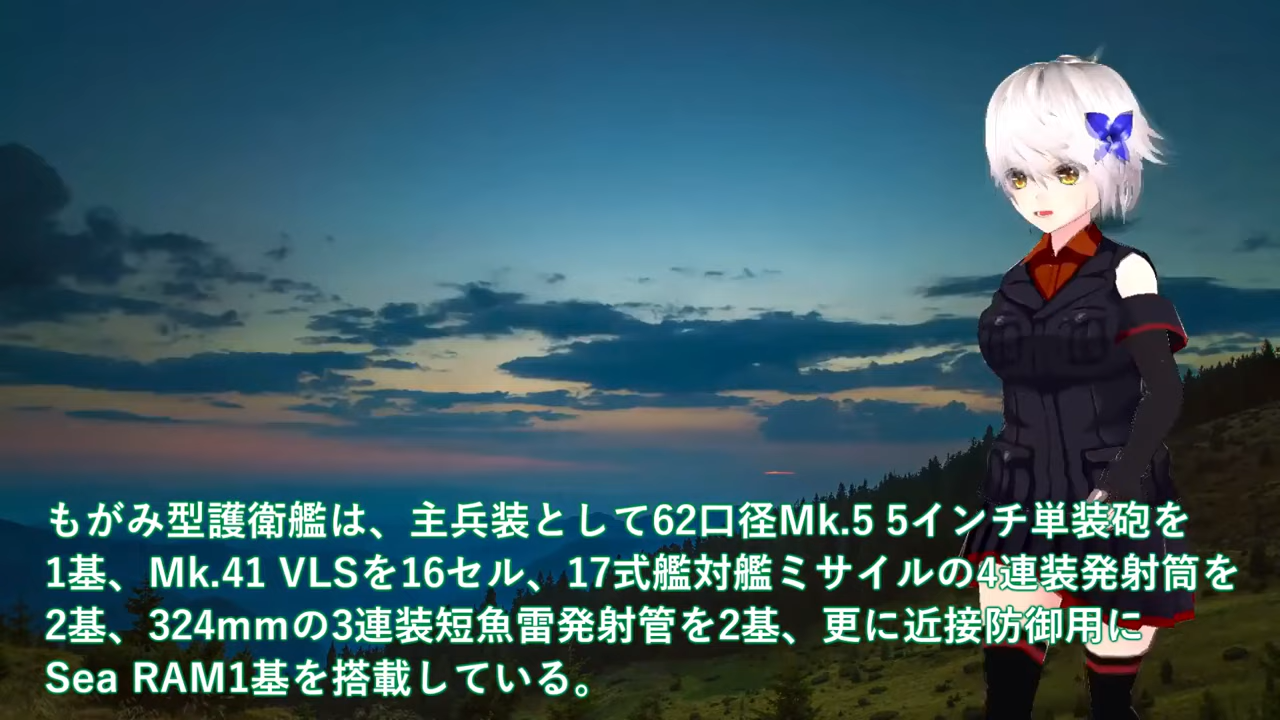 もがみ型護衛艦は、主兵装として62口径Mk.5 5インチ単装砲を
1基、Mk.41 VLSを16セル、17式艦対艦ミサイルの4連装発射筒を
2基、324mmの3連装短魚雷発射管を2基、更に近接防御用に
Sea RAM1基を搭載している。